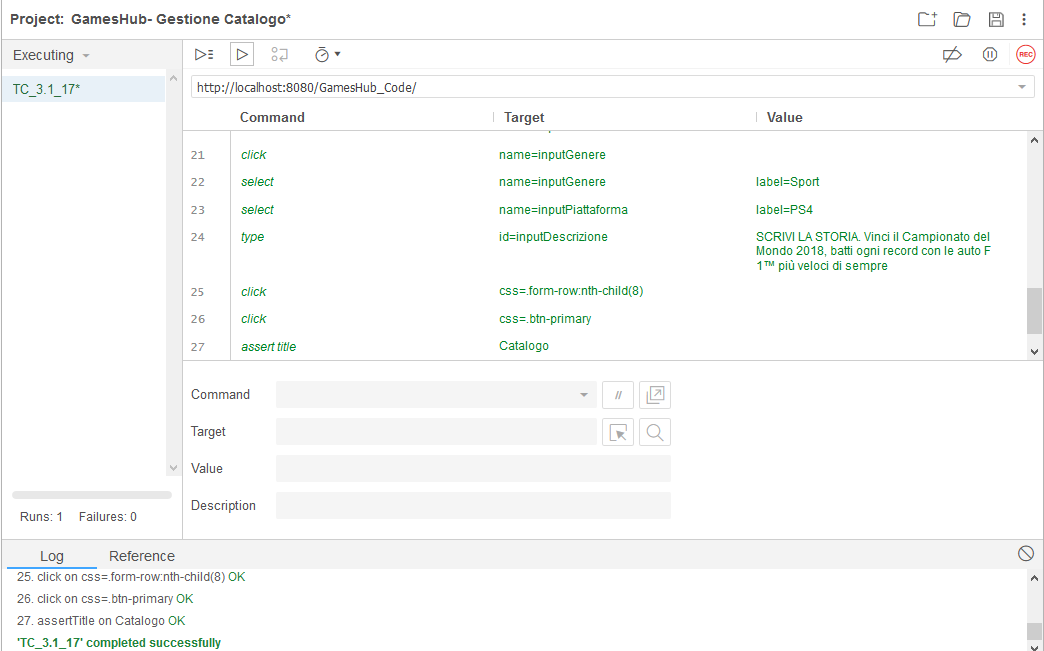 Project: GamesHub- Gestione Catalogo*
Executing
TC_3.1_17*
REC
http://localhost:8080/GamesHub_Code/
Command Target Value
21 click name=inputGenere
22 select name=inputGenere label=Sport
23 select name=inputPiattaforma label=PS4
24 type id=inputDescrizione SCRIVI LA STORIA. Vinci il Campionato del
Mondo 2018, batti ogni record con le auto F
1™ più veloci di sempre
25 click css=.form-row:nth-child(8)
26 click css=.btn-primary
27 assert title Catalogo
Command //
Target
Value
Description
Runs: 1 Failures: 0
Log Reference
25. click on css=.form-row:nth-child(8) OK
26. click on css=.btn-primary OK
27. assertTitle on Catalogo OK
'TC_3.1_17' completed successfully